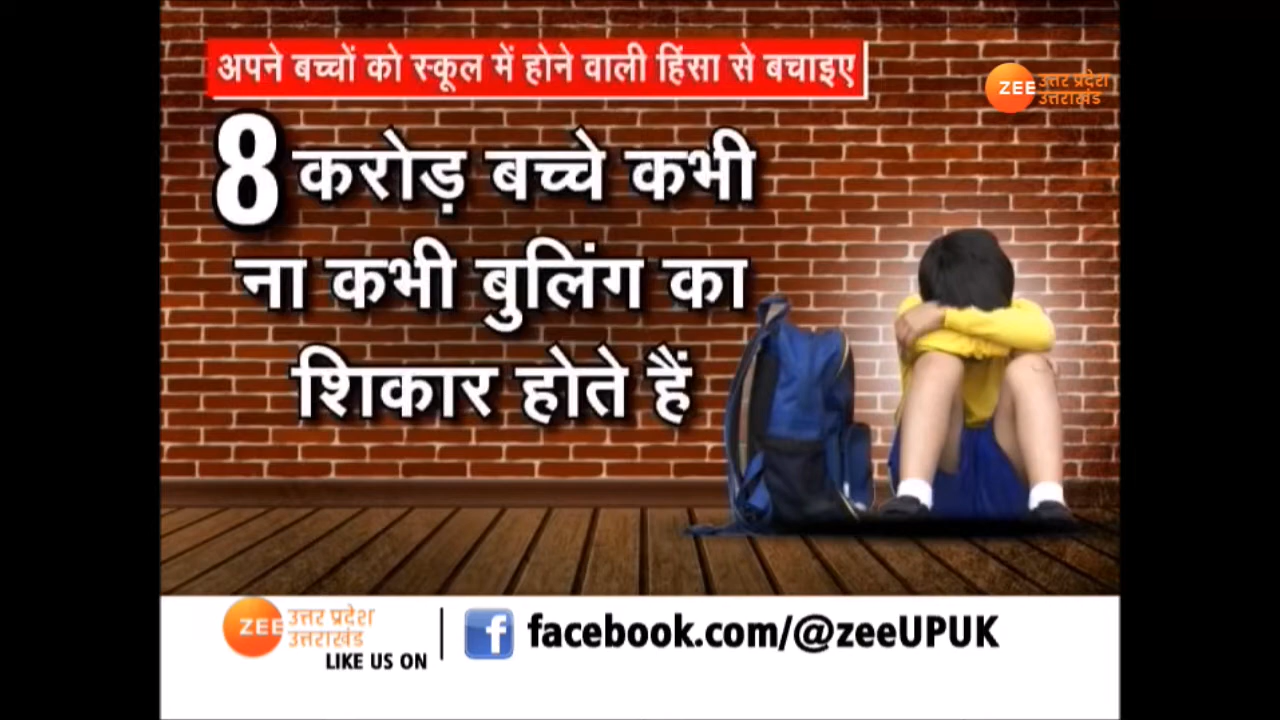 अपने बच्चों को स्कूल में होने वाली हिंसा से बचाइए
ZEE उत्तर प्रदेश
उत्तराखंड
8 करोड़ बच्चे कभी
ना कभी बुलिंग का
शिकार होते हैं
ZEE उत्तर प्रदेश
उत्तराखंड
LIKE US ON
f facebook.com/@zeeUPUK